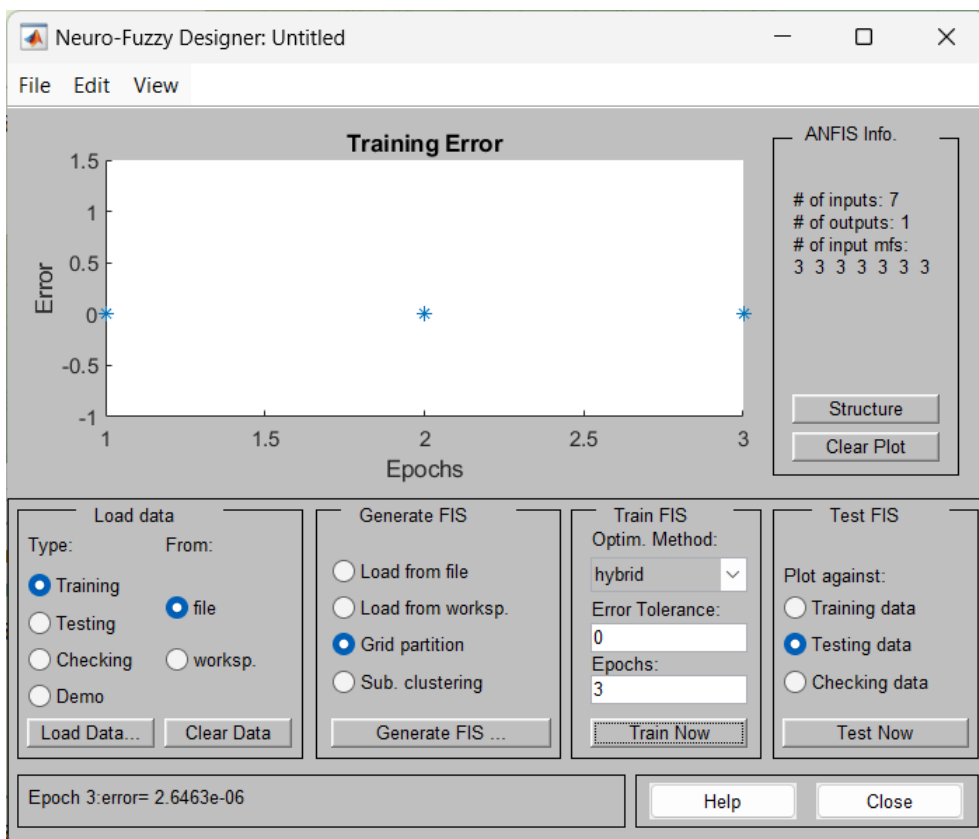 Neuro-Fuzzy Designer: Untitled
File Edit View
Training Error
1.5
1
0.5
0
-0.5
-1
Error
1 1.5 2 2.5 3
Epochs
ANFIS Info.
# of inputs: 7
# of outputs: 1
# of input mfs:
3 3 3 3 3 3 3
Structure
Clear Plot
Load data
Type: From:
Training
file
Testing
Checking
worksp.
Demo
Load Data... Clear Data
Generate FIS
Load from file
Load from worksp.
Grid partition
Sub. clustering
Generate FIS ...
Train FIS
Optim. Method:
hybrid
Error Tolerance:
0
Epochs:
3
Train Now
Test FIS
Plot against:
Training data
Testing data
Checking data
Test Now
Epoch 3:error= 2.6463e-06
Help Close